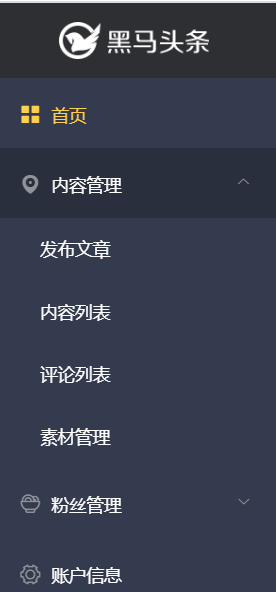 黑马头条
首页
内容管理
发布文章
内容列表
评论列表
素材管理
粉丝管理
账户信息